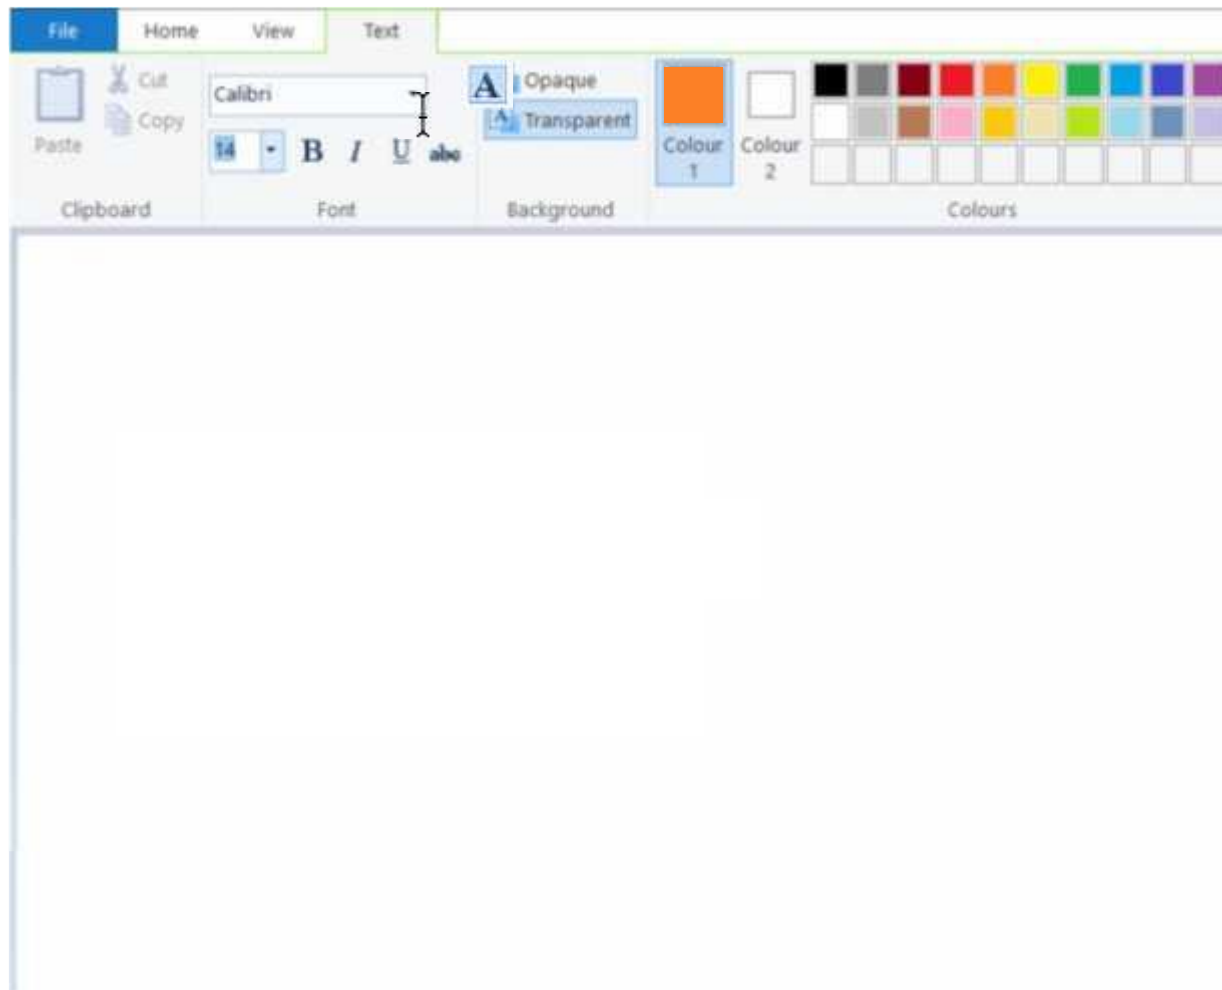 File Home View Text
Cut Calibri A Opaque
Paste Copy 14 B I U abc A Transparent
Colour 1 Colour 2
Clipboard Font Background Colours